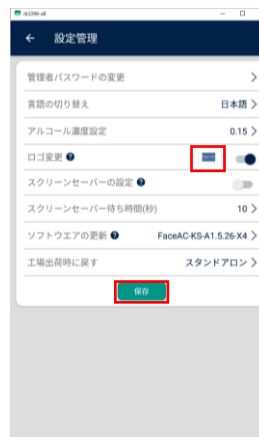 rk3399-all
← 設定管理
管理者パスワードの変更 >
言語の切り替え 日本語 >
アルコール濃度設定 0.15 >
ロゴ変更 ?
スクリーンセーバーの設定 ?
スクリーンセーバー待ち時間(秒) 10 >
ソフトウエアの更新 ? FaceAC-KS-A1.5.26-X4 >
工場出荷時に戻す スタンドアロン >
保存